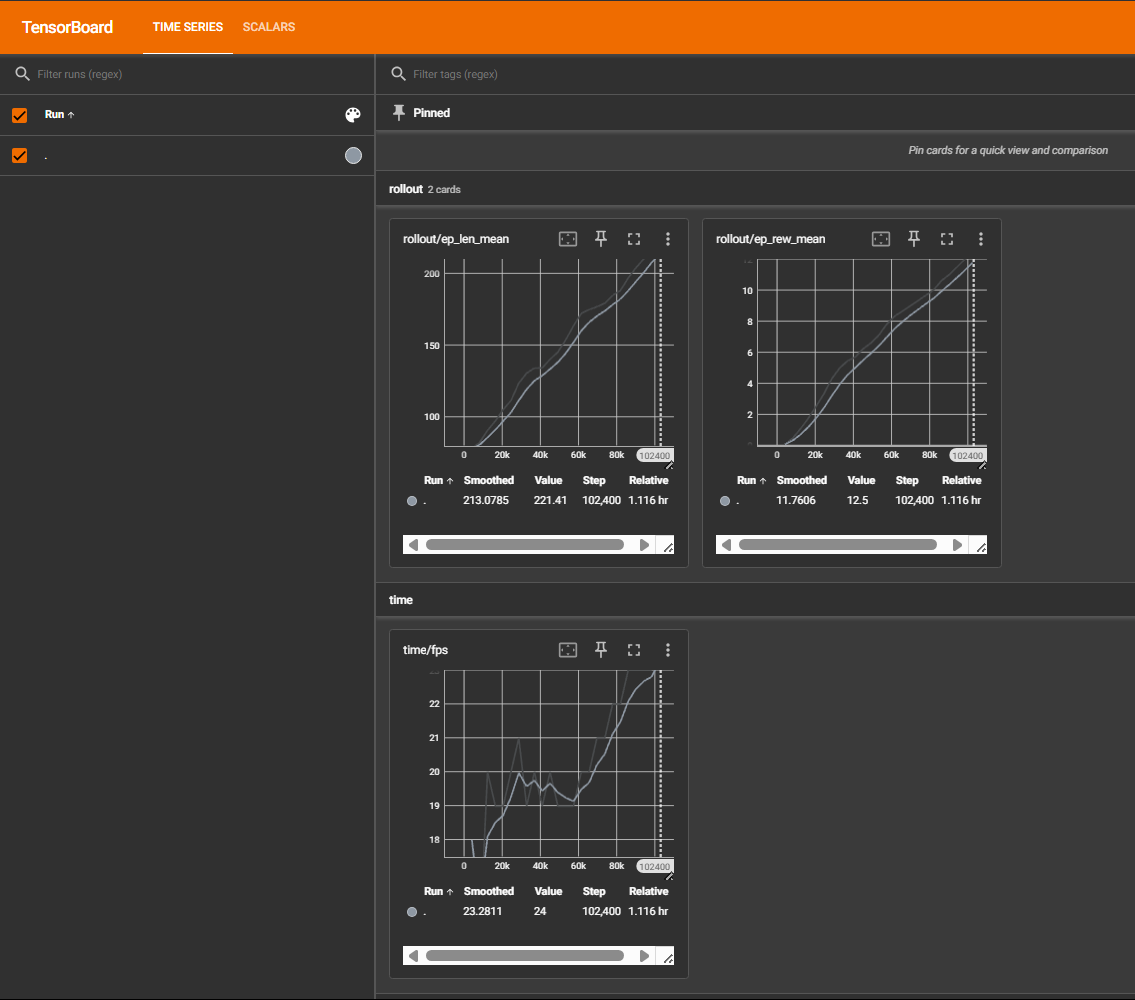 TensorBoard TIME SERIES SCALARS
Filter runs (regex)
Run ↑
.
Filter tags (regex)
Pinned
Pin cards for a quick view and comparison
rollout 2 cards
rollout/ep_len_mean
200
150
100
0 20k 40k 60k 80k 102400
Run ↑ Smoothed Value Step Relative
. 213.0785 221.41 102,400 1.116 hr
rollout/ep_rew_mean
10
8
6
4
2
0 20k 40k 60k 80k 102400
Run ↑ Smoothed Value Step Relative
. 11.7606 12.5 102,400 1.116 hr
time
time/fps
22
21
20
19
18
0 20k 40k 60k 80k 102400
Run ↑ Smoothed Value Step Relative
. 23.2811 24 102,400 1.116 hr